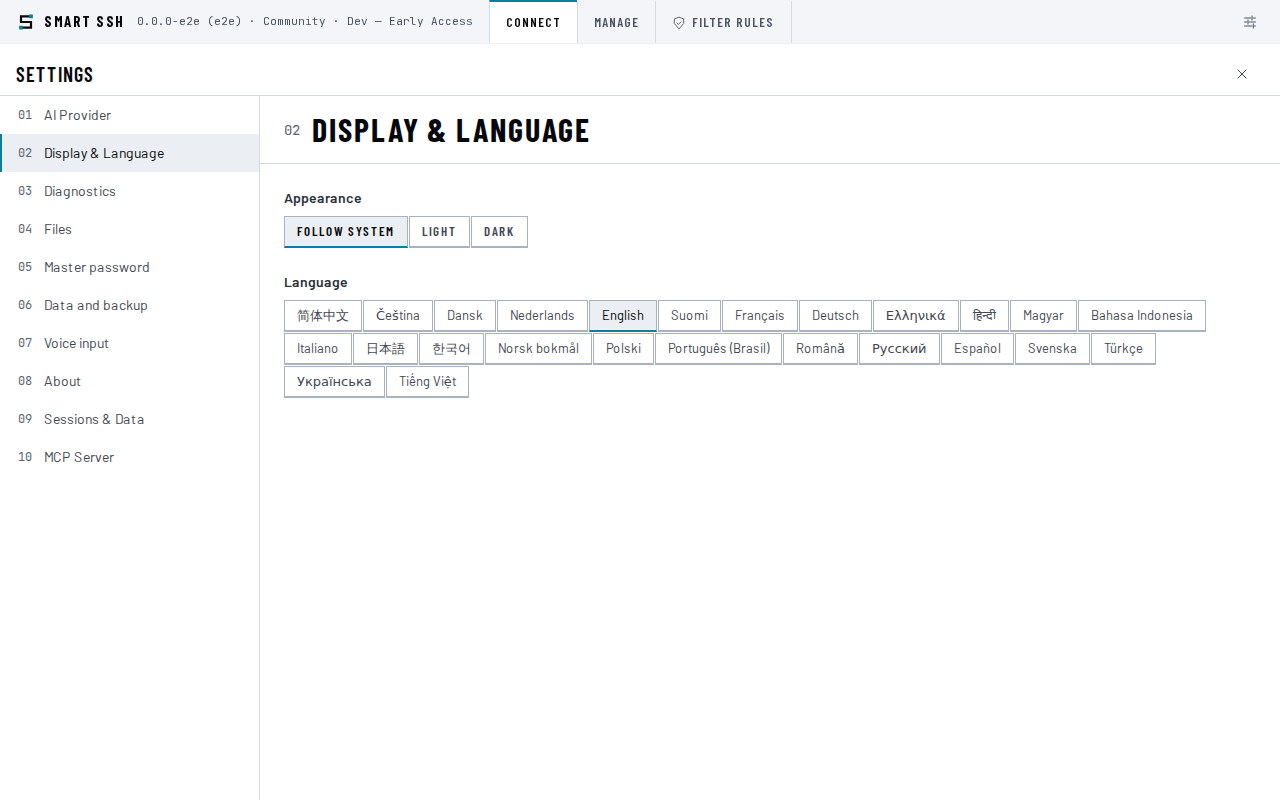 SMART SSH 0.0.0-e2e (e2e) · Community · Dev — Early Access CONNECT MANAGE FILTER RULES
SETTINGS
01 AI Provider
02 Display & Language
03 Diagnostics
04 Files
05 Master password
06 Data and backup
07 Voice input
08 About
09 Sessions & Data
10 MCP Server
02 DISPLAY & LANGUAGE
Appearance
FOLLOW SYSTEM LIGHT DARK
Language
简体中文 Čeština Dansk Nederlands English Suomi Français Deutsch Ελληνικά हिन्दी Magyar Bahasa Indonesia
Italiano 日本語 한국어 Norsk bokmål Polski Português (Brasil) Română Русский Español Svenska Türkçe
Українська Tiếng Việt